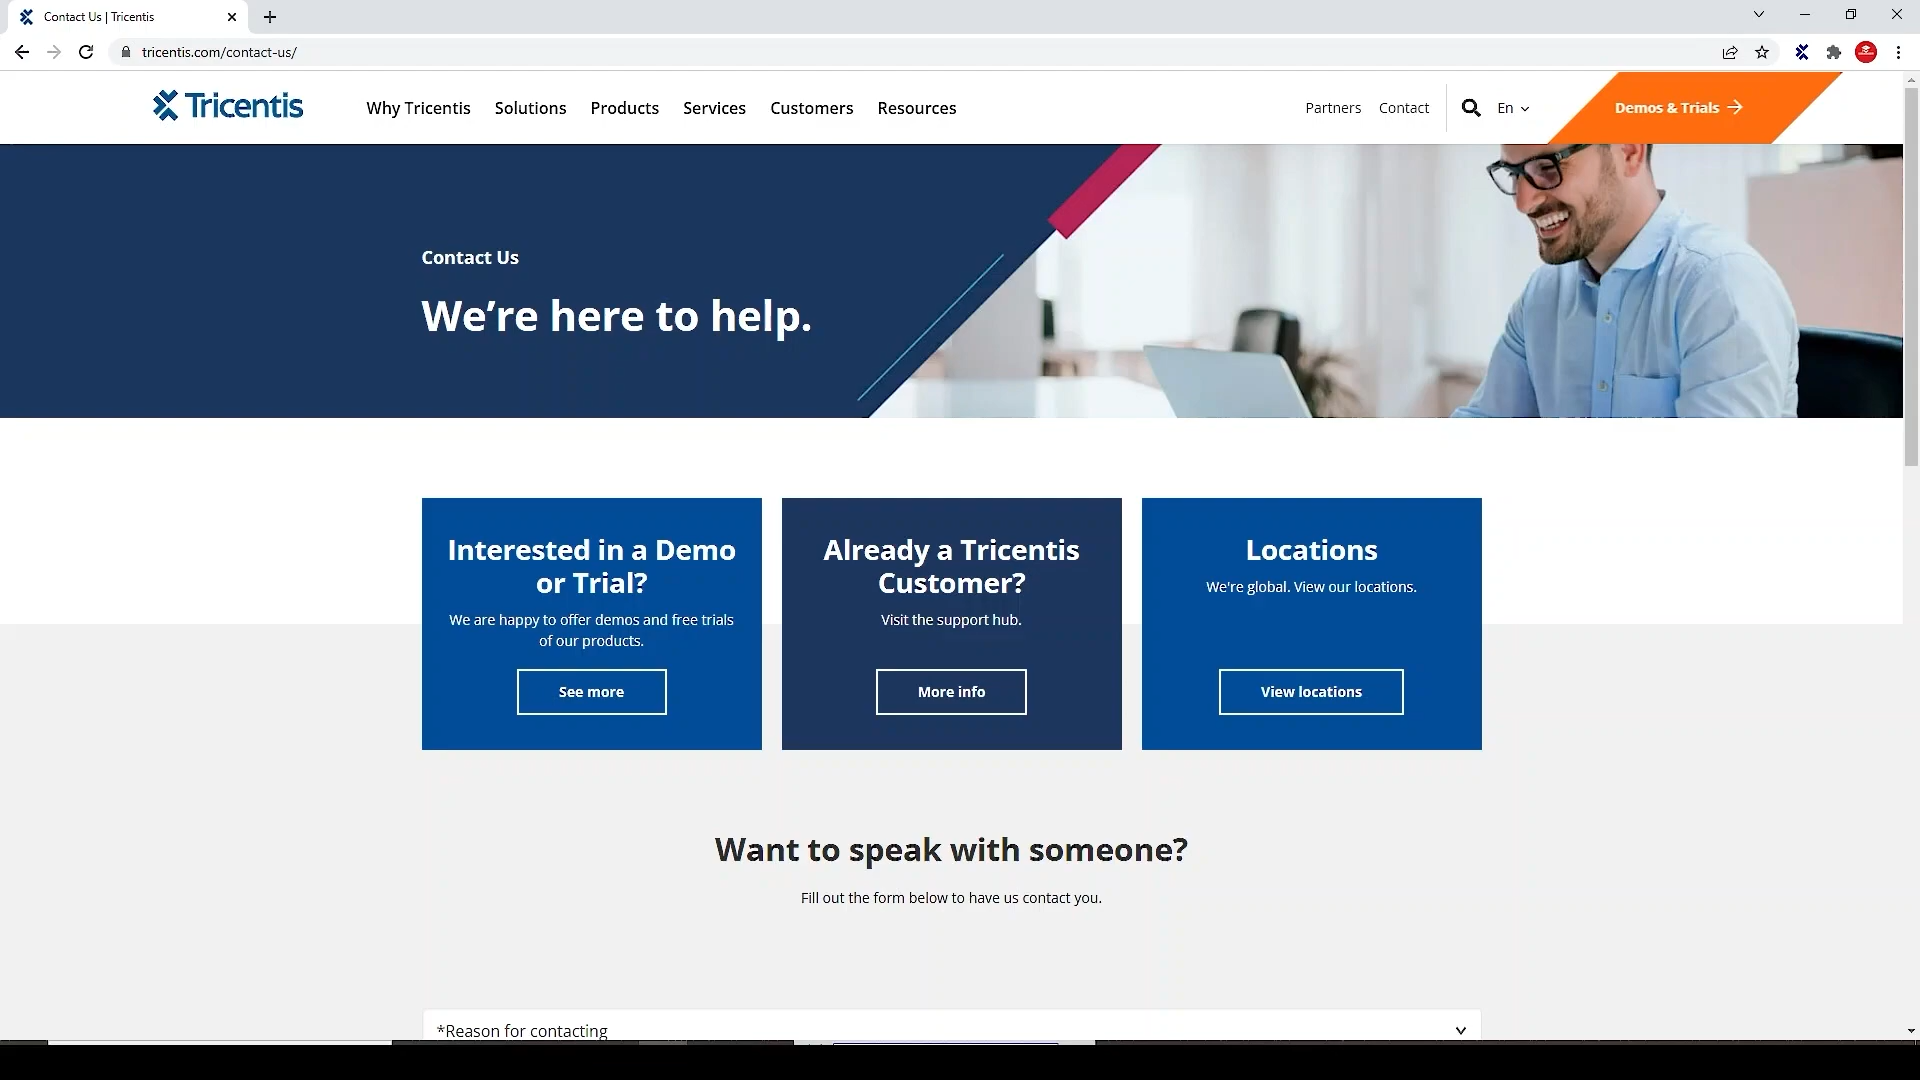 Contact Us | Tricentis
tricentis.com/contact-us/
Tricentis
Why Tricentis Solutions Products Services Customers Resources
Partners Contact En Demos & Trials
Contact Us
We’re here to help.
Interested in a Demo
or Trial?
We are happy to offer demos and free trials
of our products.
See more
Already a Tricentis
Customer?
Visit the support hub.
More info
Locations
We're global. View our locations.
View locations
Want to speak with someone?
Fill out the form below to have us contact you.
*Reason for contacting